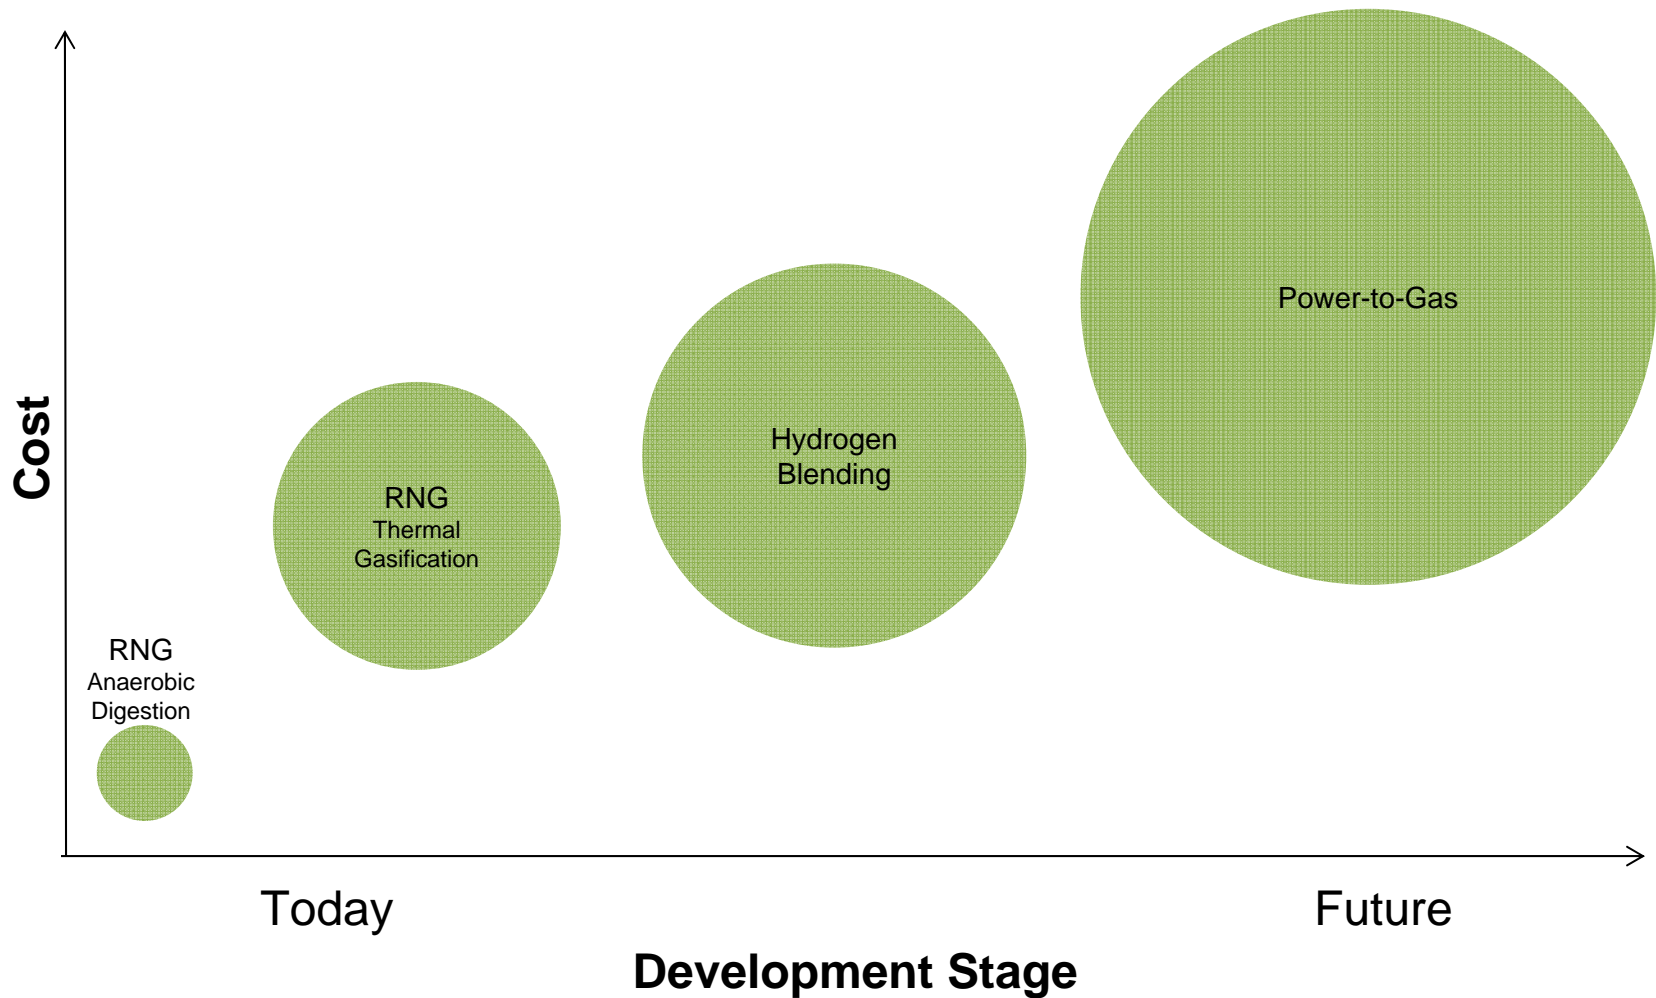 Cost
Power-to-Gas
Hydrogen
Blending
RNG
Thermal
Gasification
RNG
Anaerobic
Digestion
Today
Future
Development Stage